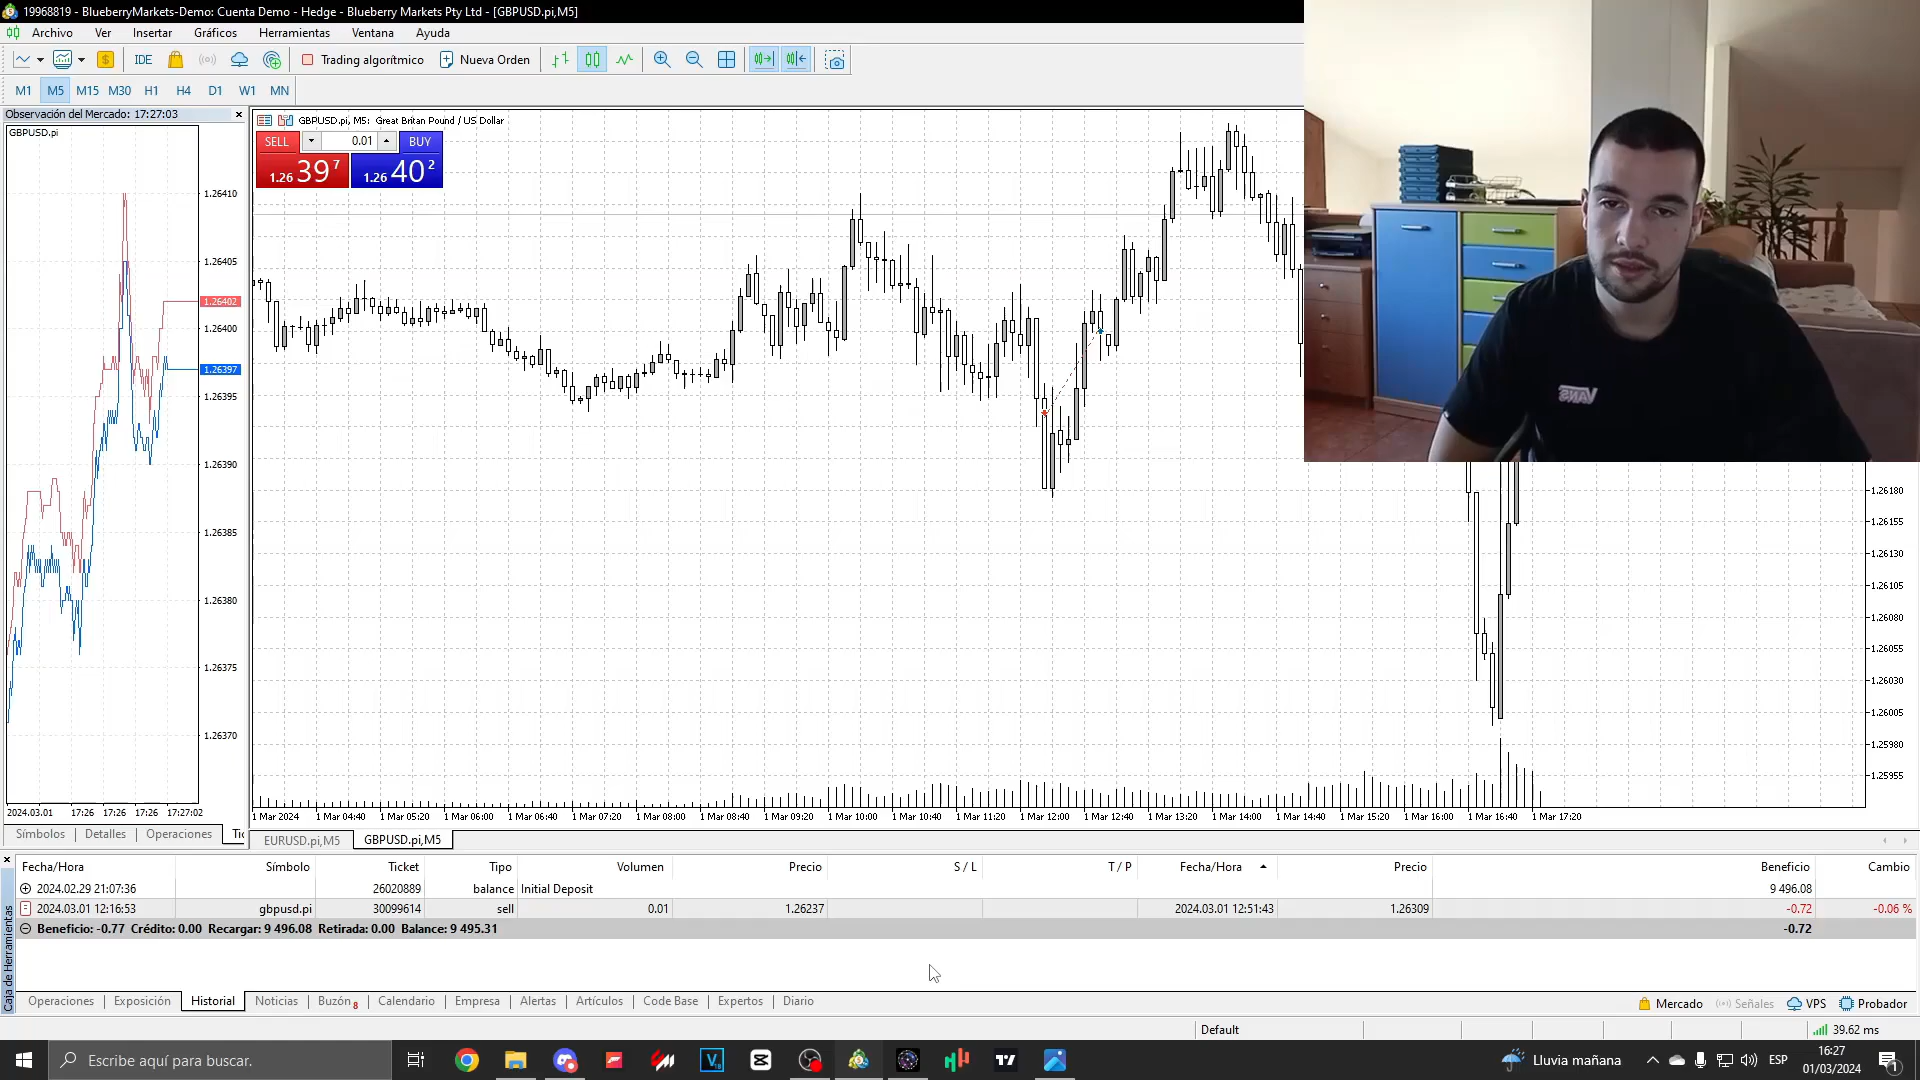 19968819 - BlueberryMarkets-Demo: Cuenta Demo - Hedge - Blueberry Markets Pty Ltd - [GBPUSD.pi,M5]
Archivo Ver Insertar Gráficos Herramientas Ventana Ayuda
IDE Trading algorítmico Nueva Orden
M1 M5 M15 M30 H1 H4 D1 W1 MN
Observación del Mercado: 17:27:03
GBPUSD.pi
1.26410
1.26405
1.26402
1.26400
1.26397
1.26395
1.26390
1.26385
1.26380
1.26375
1.26370
2024.03.01 17:26 17:26 17:26 17:27:02
Símbolos Detalles Operaciones Tic
GBPUSD.pi, M5: Great Britan Pound / US Dollar
SELL 0.01 BUY
1.26 39 7 1.26 40 2
VANS
1.26180
1.26155
1.26130
1.26105
1.26080
1.26055
1.26030
1.26005
1.25980
1.25955
1 Mar 2024 1 Mar 04:40 1 Mar 05:20 1 Mar 06:00 1 Mar 06:40 1 Mar 07:20 1 Mar 08:00 1 Mar 08:40 1 Mar 09:20 1 Mar 10:00 1 Mar 10:40 1 Mar 11:20 1 Mar 12:00 1 Mar 12:40 1 Mar 13:20 1 Mar 14:00 1 Mar 14:40 1 Mar 15:20 1 Mar 16:00 1 Mar 16:40 1 Mar 17:20
EURUSD.pi,M5 GBPUSD.pi,M5
Fecha/Hora Símbolo Ticket Tipo Volumen Precio S / L T / P Fecha/Hora Precio Beneficio Cambio
2024.02.29 21:07:36 26020889 balance Initial Deposit 9 496.08
2024.03.01 12:16:53 gbpusd.pi 30099614 sell 0.01 1.26237 2024.03.01 12:51:43 1.26309 -0.72 -0.06 %
Beneficio: -0.77 Crédito: 0.00 Recargar: 9 496.08 Retirada: 0.00 Balance: 9 495.31 -0.72
Caja de Herramientas
Operaciones Exposición Historial Noticias Buzón 8 Calendario Empresa Alertas Artículos Code Base Expertos Diario
Mercado Señales VPS Probador
Default 39.62 ms
Escribe aquí para buscar.
Lluvia mañana
ESP
16:27
01/03/2024
1